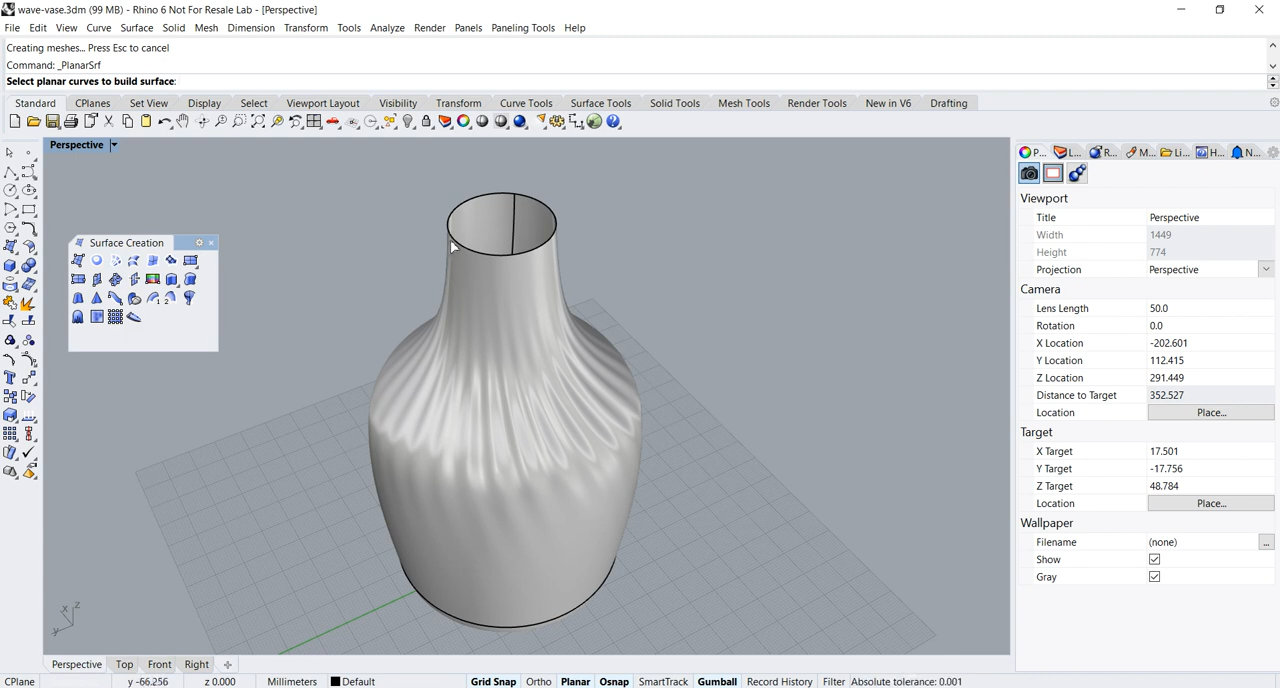 wave-vase.3dm (99 MB) - Rhino 6 Not For Resale Lab - [Perspective]
File Edit View Curve Surface Solid Mesh Dimension Transform Tools Analyze Render Panels Paneling Tools Help
Creating meshes... Press Esc to cancel
Command: _PlanarSrf
Select planar curves to build surface:
Standard CPlanes Set View Display Select Viewport Layout Visibility Transform Curve Tools Surface Tools Solid Tools Mesh Tools Render Tools New in V6 Drafting
Perspective
P... L... R... M... Li... H... N...
Surface Creation
Viewport
Title Perspective
Width 1449
Height 774
Projection Perspective
Camera
Lens Length 50.0
Rotation 0.0
X Location -202.601
Y Location 112.415
Z Location 291.449
Distance to Target 352.527
Location Place...
Target
X Target 17.501
Y Target -17.756
Z Target 48.784
Location Place...
Wallpaper
Filename (none) ...
Show
Gray
x z
y
Perspective Top Front Right
CPlane y -66.256 z 0.000 Millimeters Default Grid Snap Ortho Planar Osnap SmartTrack Gumball Record History Filter Absolute tolerance: 0.001